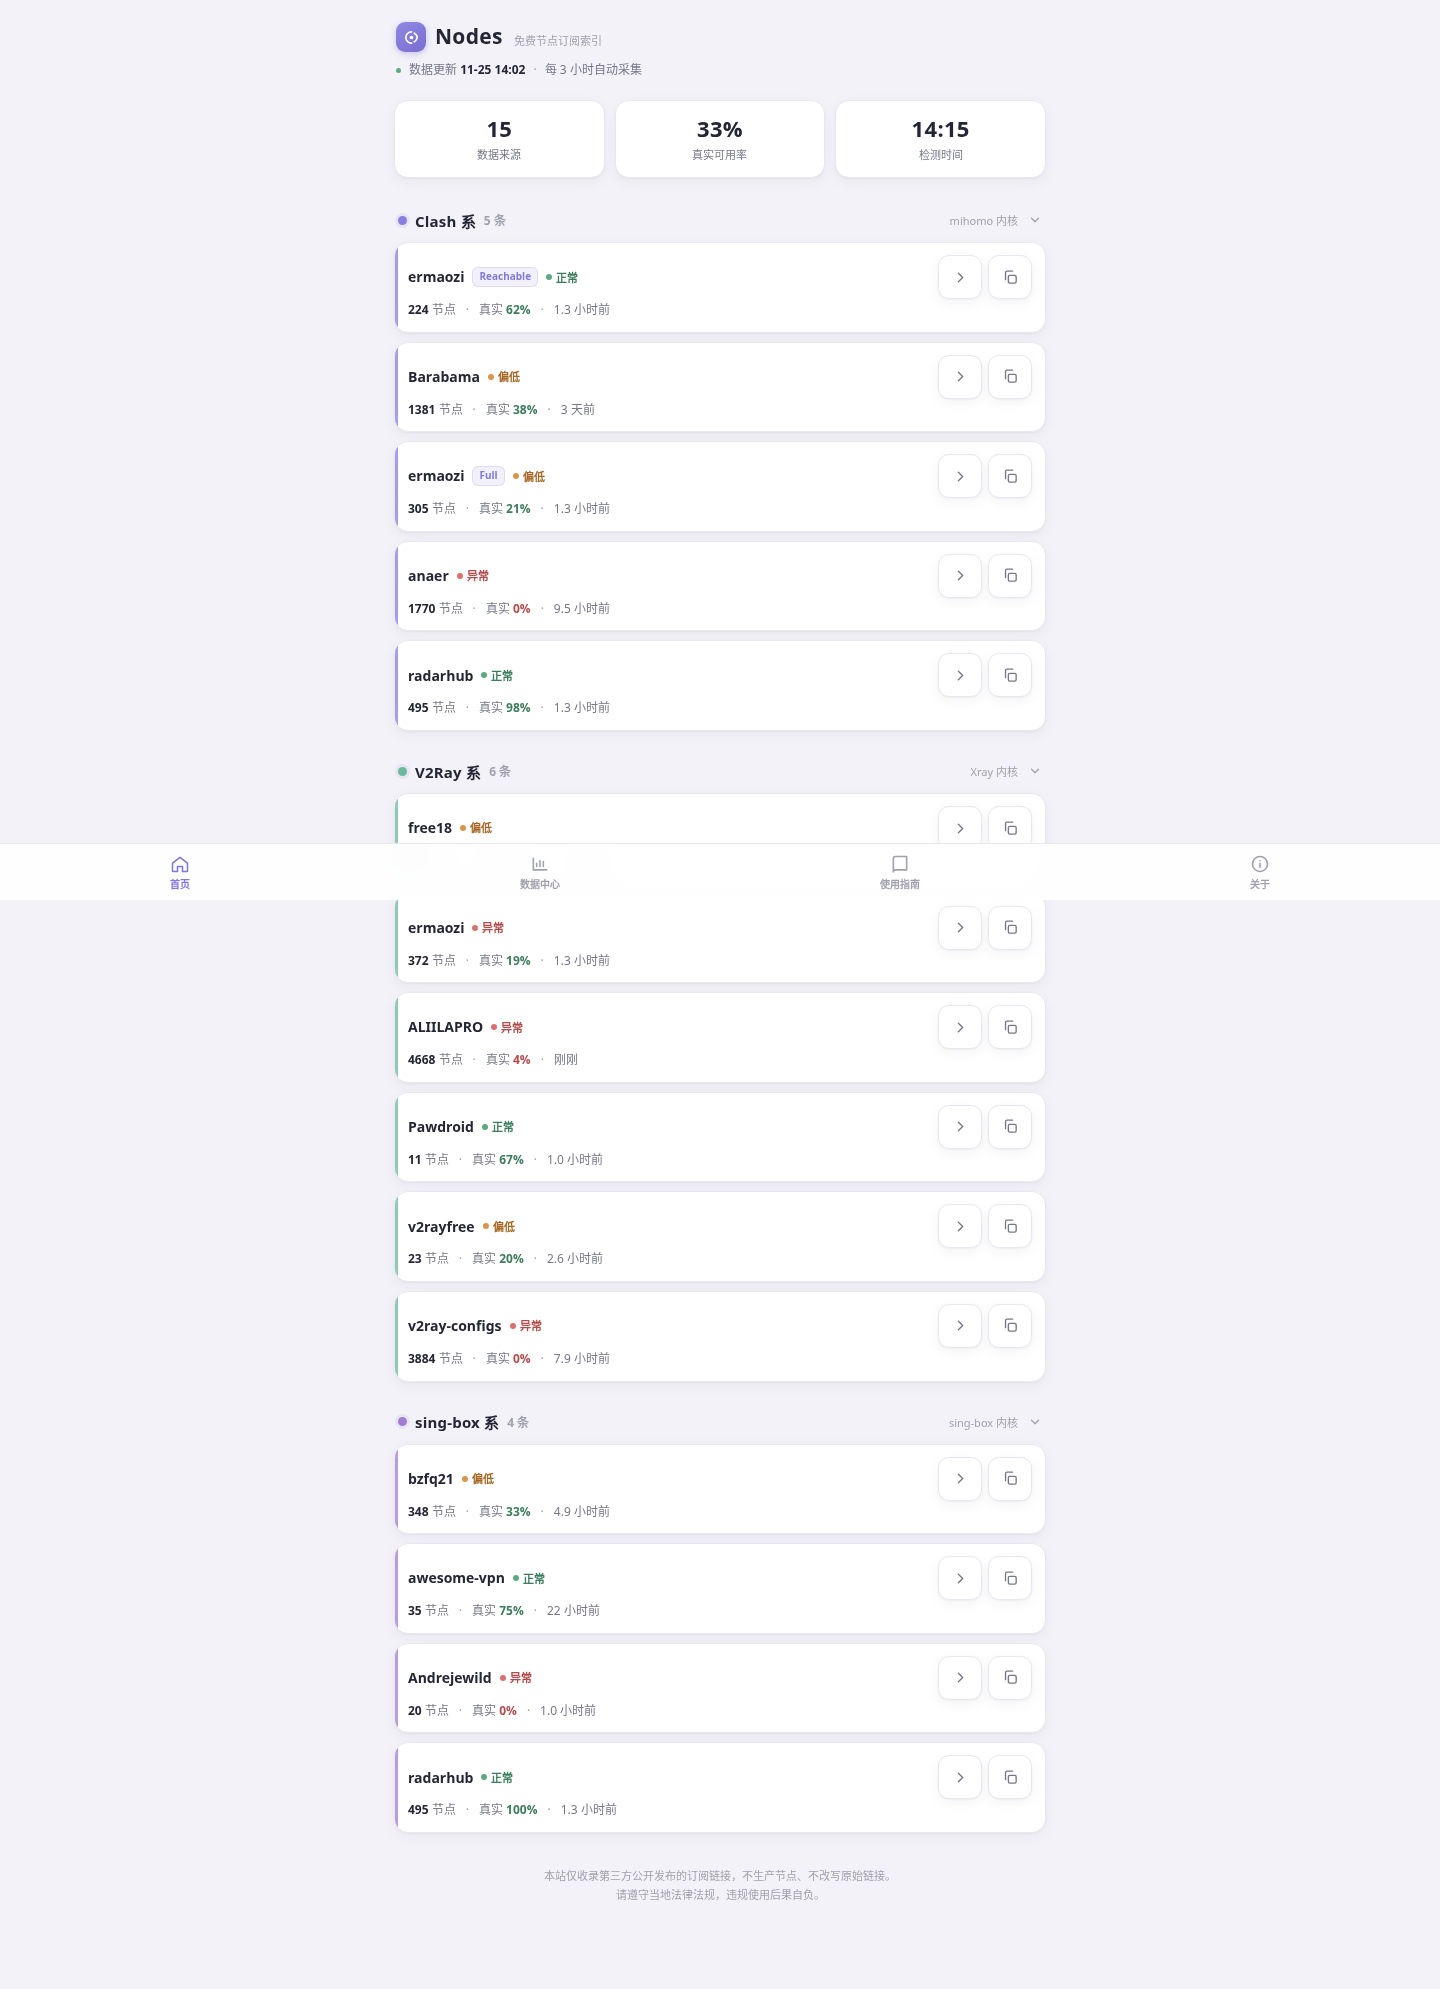 Nodes 免费节点订阅索引
数据更新 11-25 14:02 · 每 3 小时自动采集
15
数据来源
33%
真实可用率
14:15
检测时间
Clash 系 5 条 mihomo 内核
ermaozi Reachable 正常
224 节点 · 真实 62% · 1.3 小时前
Barabama 偏低
1381 节点 · 真实 38% · 3 天前
ermaozi Full 偏低
305 节点 · 真实 21% · 1.3 小时前
anaer 异常
1770 节点 · 真实 0% · 9.5 小时前
radarhub 正常
495 节点 · 真实 98% · 1.3 小时前
V2Ray 系 6 条 Xray 内核
free18 偏低
首页
数据中心
使用指南
关于
ermaozi 异常
372 节点 · 真实 19% · 1.3 小时前
ALIILAPRO 异常
4668 节点 · 真实 4% · 刚刚
Pawdroid 正常
11 节点 · 真实 67% · 1.0 小时前
v2rayfree 偏低
23 节点 · 真实 20% · 2.6 小时前
v2ray-configs 异常
3884 节点 · 真实 0% · 7.9 小时前
sing-box 系 4 条 sing-box 内核
bzfq21 偏低
348 节点 · 真实 33% · 4.9 小时前
awesome-vpn 正常
35 节点 · 真实 75% · 22 小时前
Andrejewild 异常
20 节点 · 真实 0% · 1.0 小时前
radarhub 正常
495 节点 · 真实 100% · 1.3 小时前
本站仅收录第三方公开发布的订阅链接，不生产节点、不改写原始链接。
请遵守当地法律法规，违规使用后果自负。